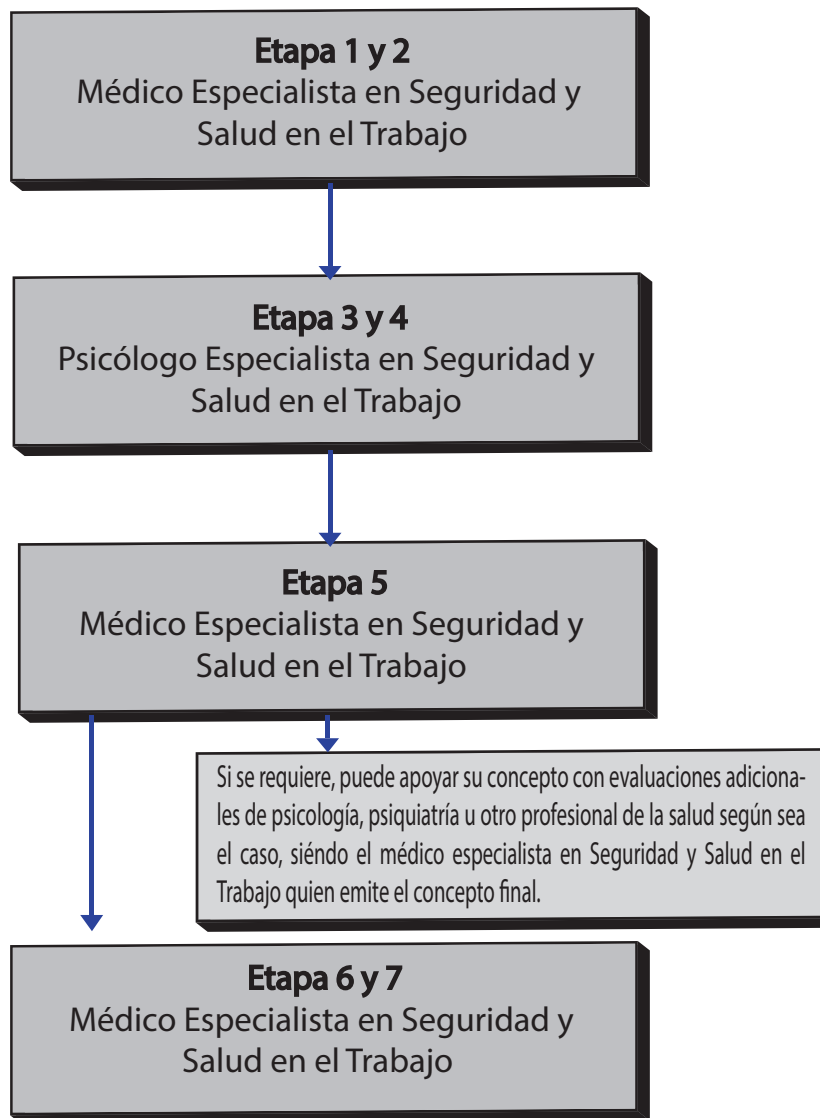 Etapa 1 y 2
Médico Especialista en Seguridad y
Salud en el Trabajo
Etapa 3 y 4
Psicólogo Especialista en Seguridad y
Salud en el Trabajo
Etapa 5
Médico Especialista en Seguridad y
Salud en el Trabajo
Si se requiere, puede apoyar su concepto con evaluaciones adiciona-
les de psicología, psiquiatría u otro profesional de la salud según sea
el caso, siéndo el médico especialista en Seguridad y Salud en el
Trabajo quien emite el concepto final.
Etapa 6 y 7
Médico Especialista en Seguridad y
Salud en el Trabajo